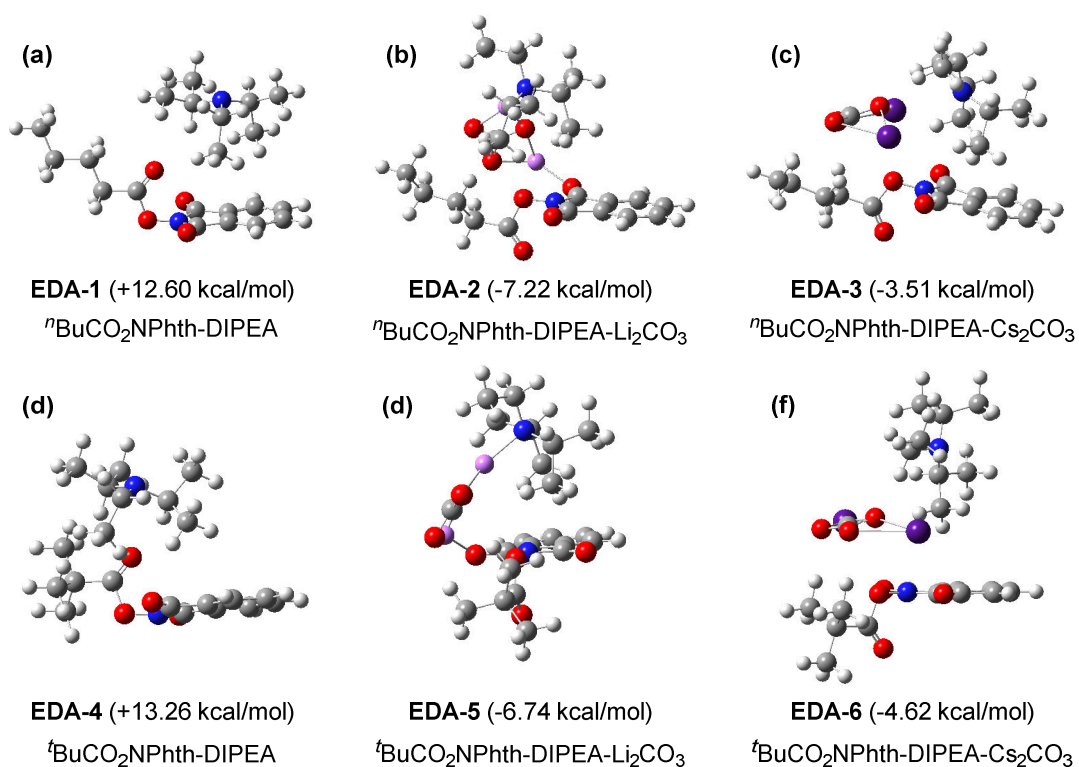 (a)
(b)
(c)
EDA-1 (+12.60 kcal/mol)
ⁿBuCO₂NPhth-DIPEA
EDA-2 (-7.22 kcal/mol)
ⁿBuCO₂NPhth-DIPEA-Li₂CO₃
EDA-3 (-3.51 kcal/mol)
ⁿBuCO₂NPhth-DIPEA-Cs₂CO₃
(d)
(d)
(f)
EDA-4 (+13.26 kcal/mol)
ᵗBuCO₂NPhth-DIPEA
EDA-5 (-6.74 kcal/mol)
ᵗBuCO₂NPhth-DIPEA-Li₂CO₃
EDA-6 (-4.62 kcal/mol)
ᵗBuCO₂NPhth-DIPEA-Cs₂CO₃